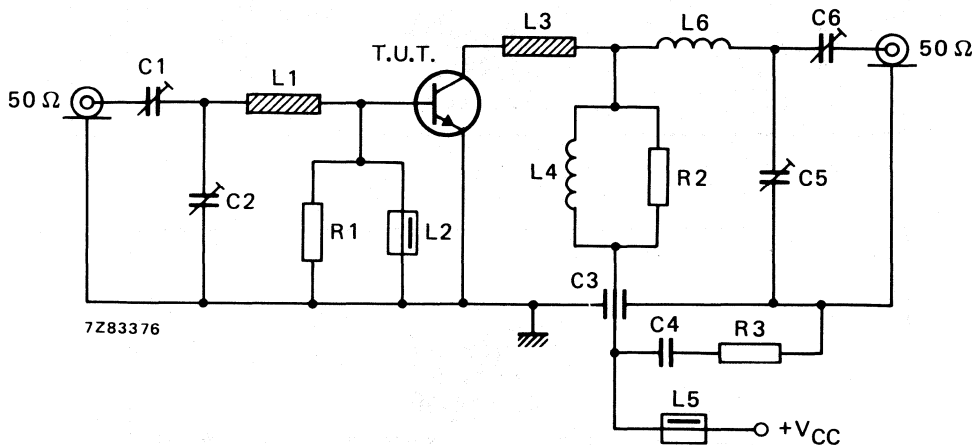 50 Ω
C1
L1
T.U.T.
L3
L6
C6
50 Ω
C2
R1
L2
L4
R2
C5
C3
C4
R3
L5
+VCC
7Z83376